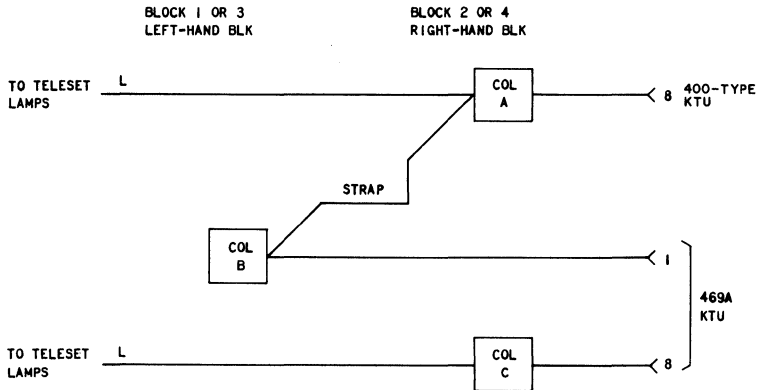 BLOCK 1 OR 3
LEFT-HAND BLK
BLOCK 2 OR 4
RIGHT-HAND BLK
TO TELESET
LAMPS
L
COL
A
8
400-TYPE
KTU
STRAP
COL
B
1
469A
KTU
TO TELESET
LAMPS
L
COL
C
8